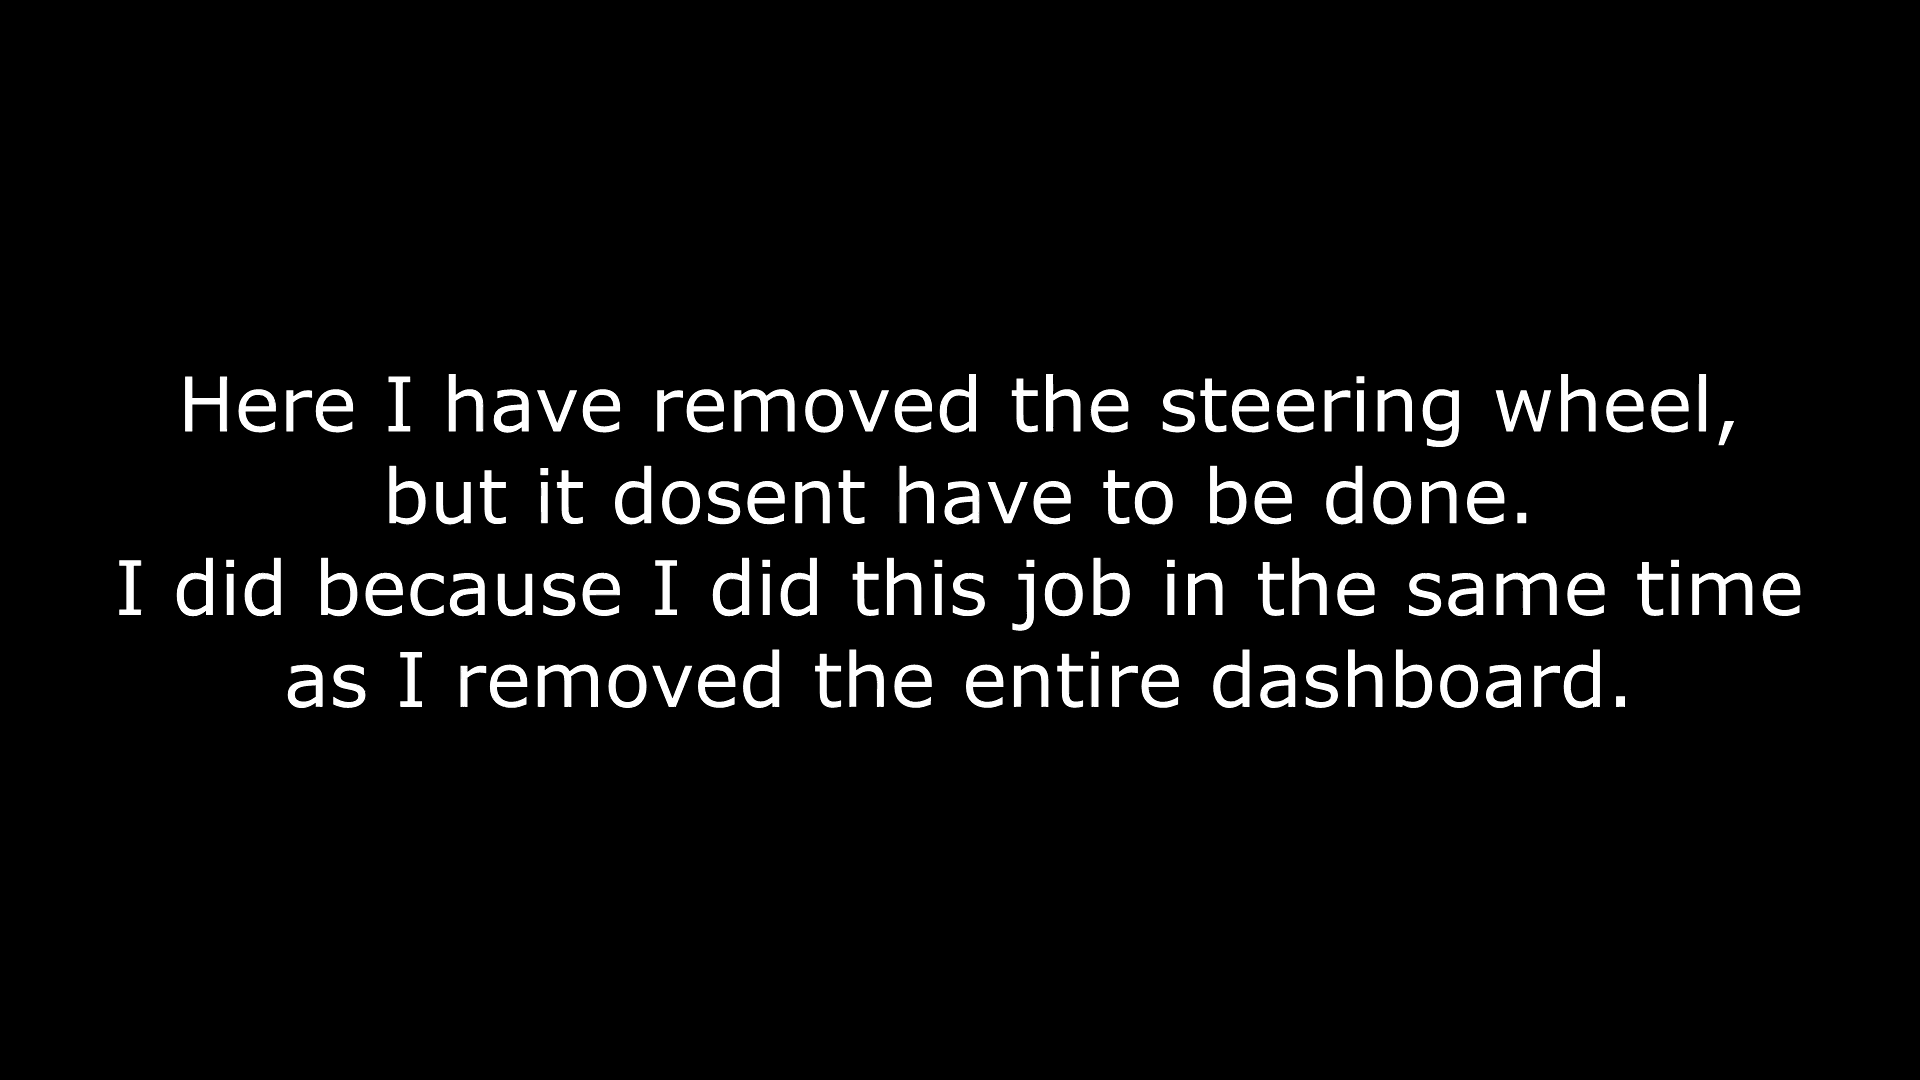 Here I have removed the steering wheel,
but it dosent have to be done.
I did because I did this job in the same time
as I removed the entire dashboard.